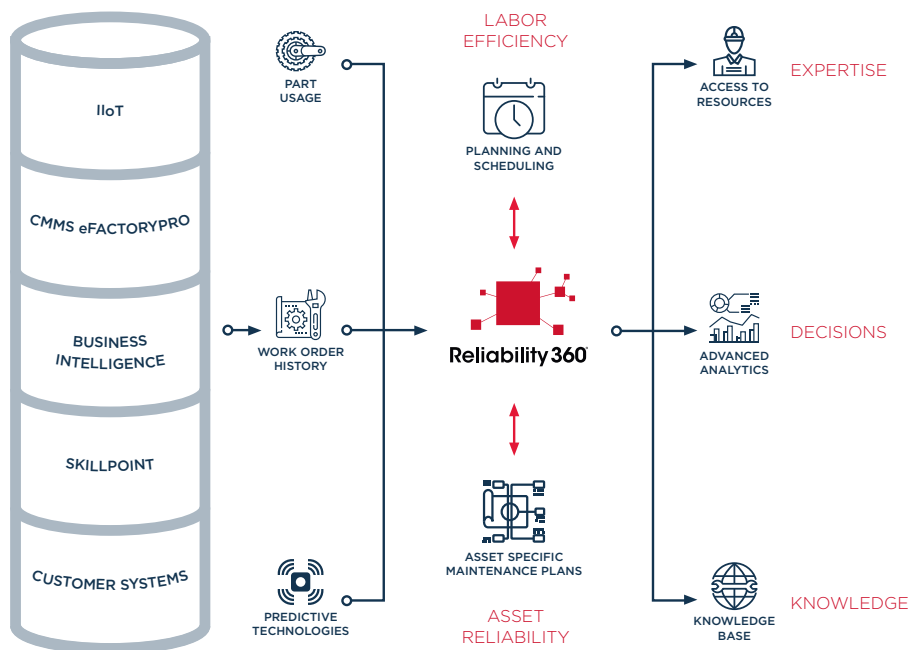 IIoT
CMMS eFACTORYPRO
BUSINESS
INTELLIGENCE
SKILLPOINT
CUSTOMER SYSTEMS
PART
USAGE
WORK ORDER
HISTORY
PREDICTIVE
TECHNOLOGIES
LABOR
EFFICIENCY
PLANNING AND
SCHEDULING
Reliability 360°
ASSET SPECIFIC
MAINTENANCE PLANS
ASSET
RELIABILITY
ACCESS TO
RESOURCES
EXPERTISE
ADVANCED
ANALYTICS
DECISIONS
KNOWLEDGE
BASE
KNOWLEDGE